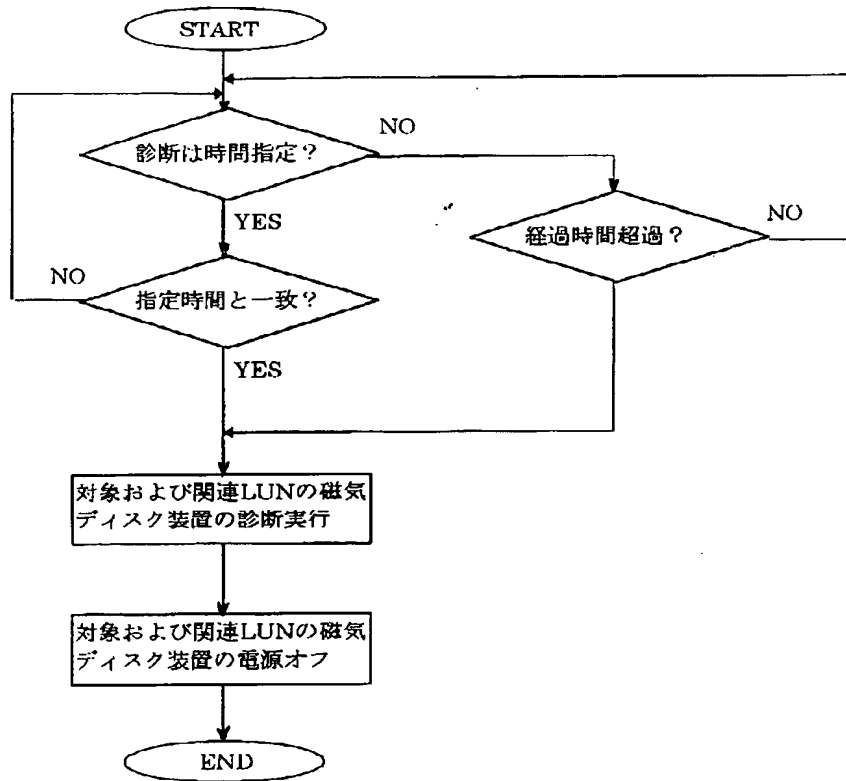 START
診断は時間指定？
NO
YES
経過時間超過？
NO
NO
指定時間と一致？
YES
対象および関連LUNの磁気
ディスク装置の診断実行
対象および関連LUNの磁気
ディスク装置の電源オフ
END